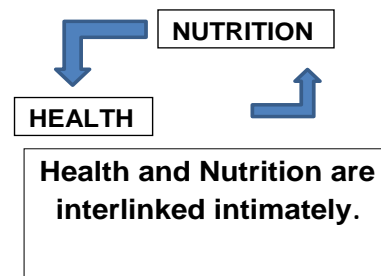 NUTRITION
HEALTH
Health and Nutrition are
interlinked intimately.